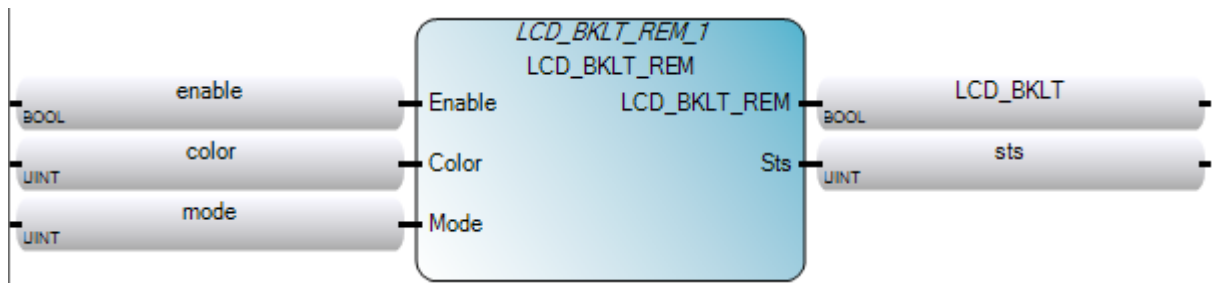 LCD_BKLT_REM_1
LCD_BKLT_REM
enable
BOOL
Enable
LCD_BKLT_REM
LCD_BKLT
BOOL
color
UINT
Color
Sts
sts
UINT
mode
UINT
Mode